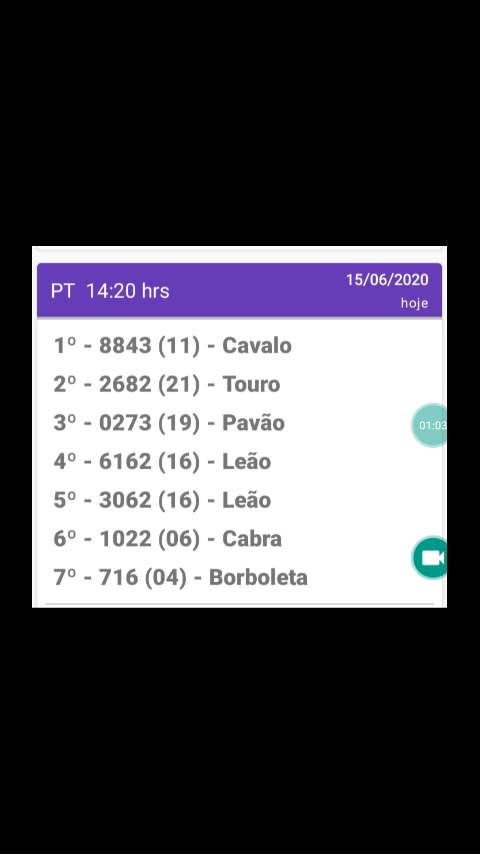 PT 14:20 hrs
15/06/2020
hoje
1º - 8843 (11) - Cavalo
2º - 2682 (21) - Touro
3º - 0273 (19) - Pavão
4º - 6162 (16) - Leão
5º - 3062 (16) - Leão
6º - 1022 (06) - Cabra
7º - 716 (04) - Borboleta
01:03